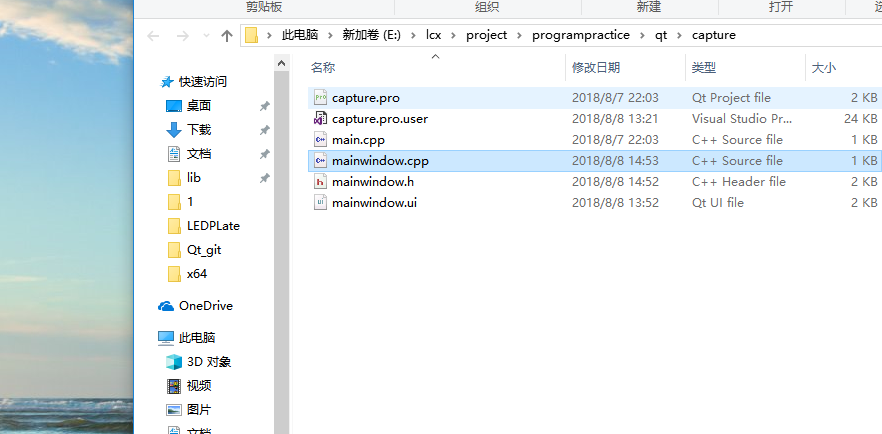 剪贴板 组织 新建 打开
此电脑 新加卷 (E:) lcx project programpractice qt capture
名称 修改日期 类型 大小
快速访问
桌面
下载
文档
lib
1
LEDPLate
Qt_git
x64
OneDrive
此电脑
3D 对象
视频
图片
文档
capture.pro 2018/8/7 22:03 Qt Project file 2 KB
capture.pro.user 2018/8/8 13:21 Visual Studio Pr... 24 KB
main.cpp 2018/8/7 22:03 C++ Source file 1 KB
mainwindow.cpp 2018/8/8 14:53 C++ Source file 1 KB
mainwindow.h 2018/8/8 14:52 C++ Header file 2 KB
mainwindow.ui 2018/8/8 13:52 Qt UI file 2 KB